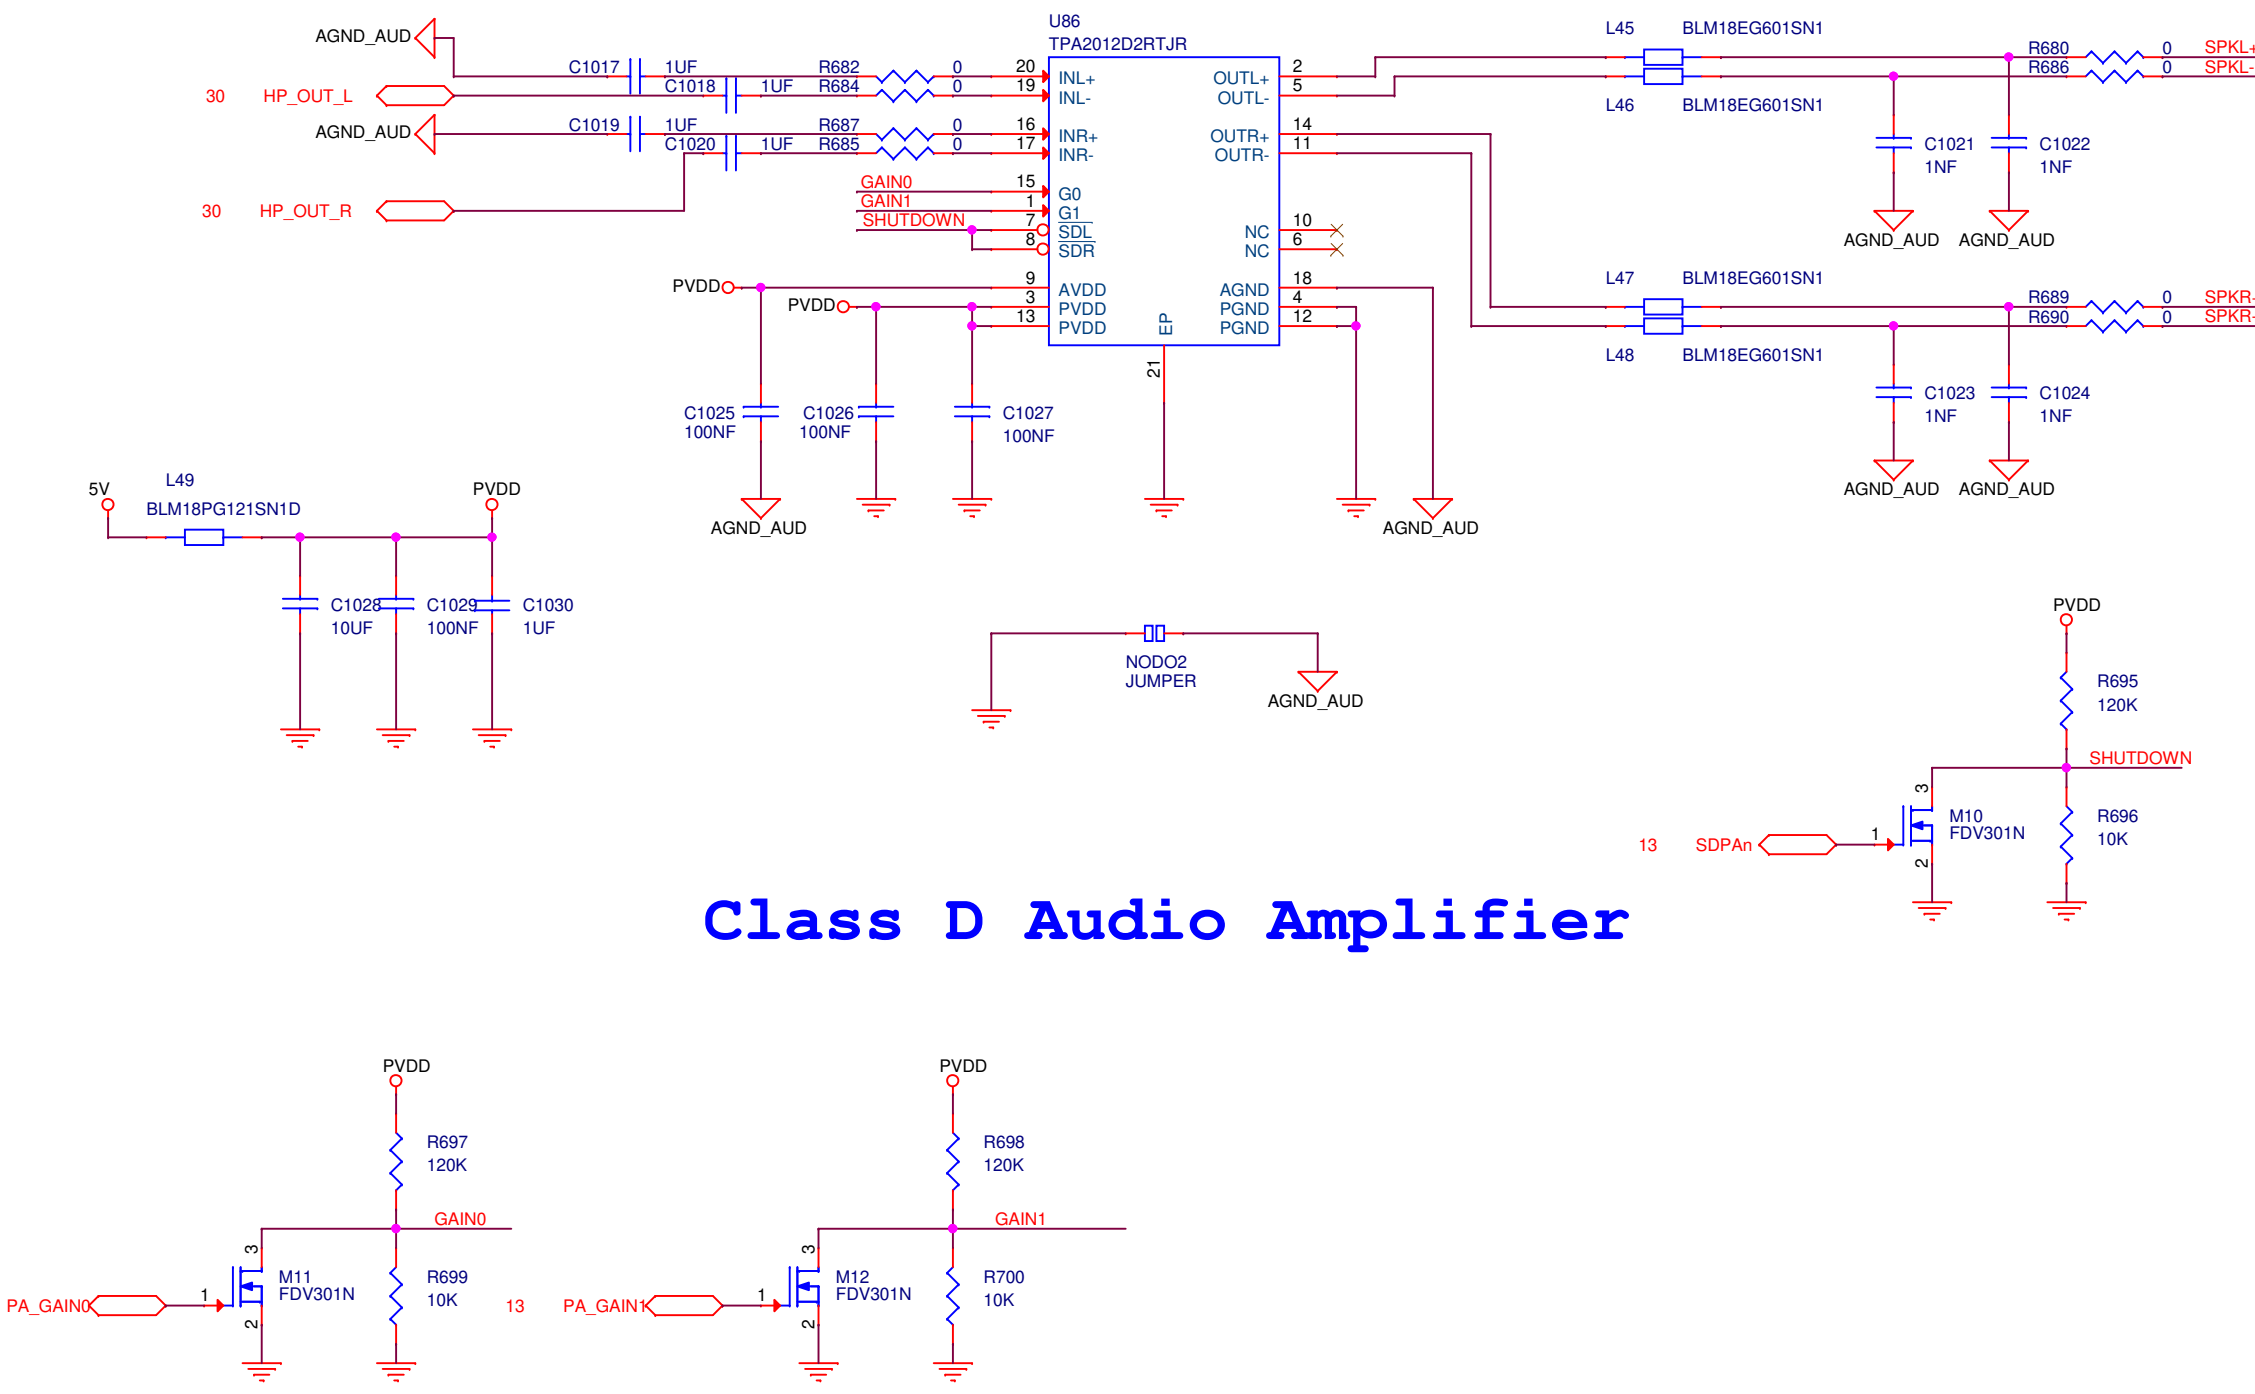 U86
TPA2012D2RTJR
AGND_AUD
30 HP_OUT_L
AGND_AUD
30 HP_OUT_R
C1017 1UF R682 0 20 INL+
C1018 1UF R684 0 19 INL-
C1019 1UF R687 0 16 INR+
C1020 1UF R685 0 17 INR-
GAIN0 15 G0
GAIN1 1 G1
SHUTDOWN 7 SDL
8 SDR
PVDD 9 AVDD
PVDD 3 PVDD
13 PVDD
EP
21
OUTL+ 2
OUTL- 5
OUTR+ 14
OUTR- 11
NC 10
NC 6
AGND 18
PGND 4
PGND 12
L45 BLM18EG601SN1
L46 BLM18EG601SN1
R680 0 SPKL+
R686 0 SPKL-
C1021
1NF
C1022
1NF
AGND_AUD AGND_AUD
L47 BLM18EG601SN1
L48 BLM18EG601SN1
R689 0 SPKR-
R690 0 SPKR-
C1023
1NF
C1024
1NF
AGND_AUD AGND_AUD
C1025
100NF
C1026
100NF
C1027
100NF
AGND_AUD
AGND_AUD
5V
L49
BLM18PG121SN1D
PVDD
C1028
10UF
C1029
100NF
C1030
1UF
NODO2
JUMPER
AGND_AUD
PVDD
R695
120K
SHUTDOWN
3
M10
FDV301N
13 SDPAn 1
2
R696
10K
Class D Audio Amplifier
PVDD
R697
120K
GAIN0
3
M11
FDV301N
PA_GAIN0 1
2
R699
10K
PVDD
R698
120K
GAIN1
3
M12
FDV301N
13 PA_GAIN1 1
2
R700
10K